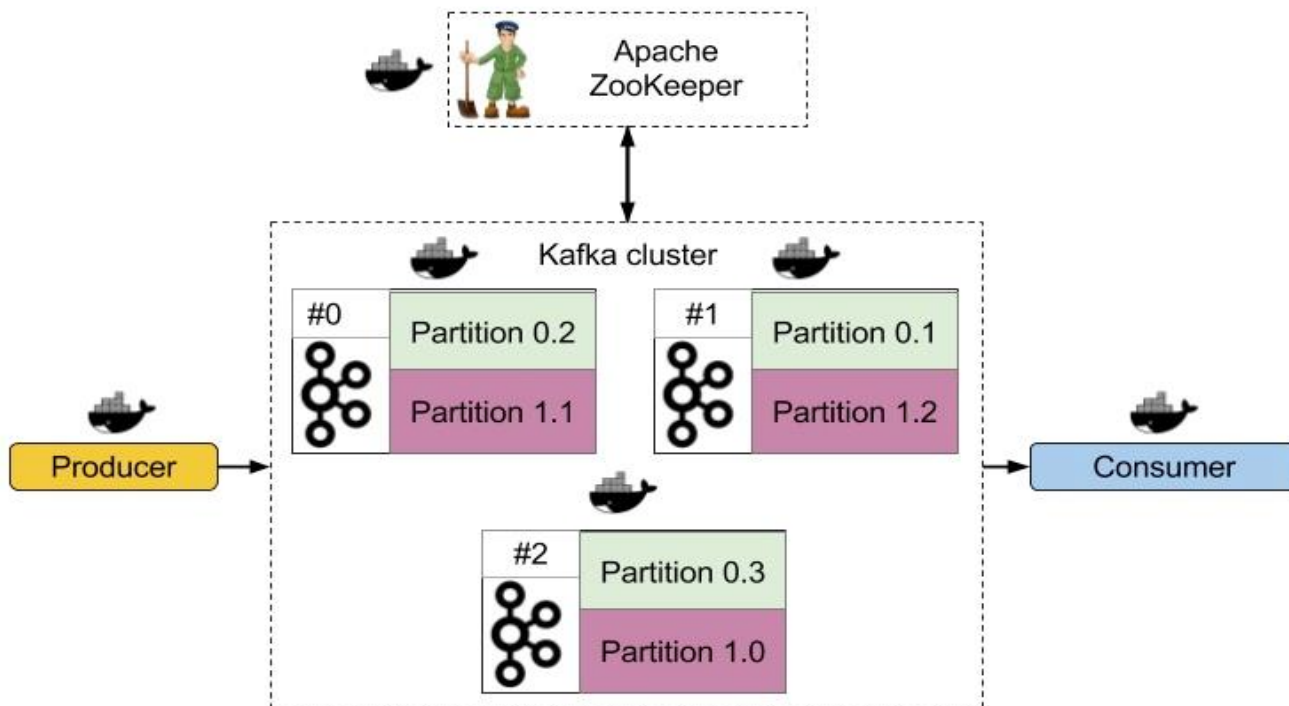 Apache
ZooKeeper
Kafka cluster
#0
Partition 0.2
Partition 1.1
#1
Partition 0.1
Partition 1.2
Producer
Consumer
#2
Partition 0.3
Partition 1.0